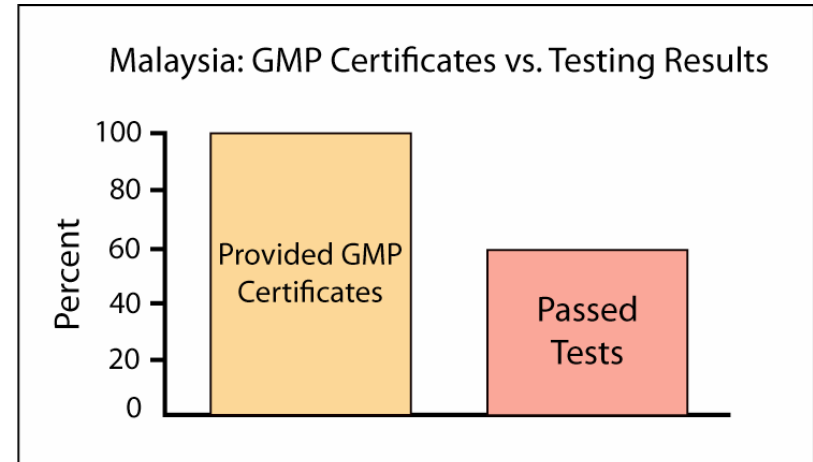 Malaysia: GMP Certificates vs. Testing Results
100
80
60
40
20
0
Percent
Provided GMP
Certificates
Passed
Tests